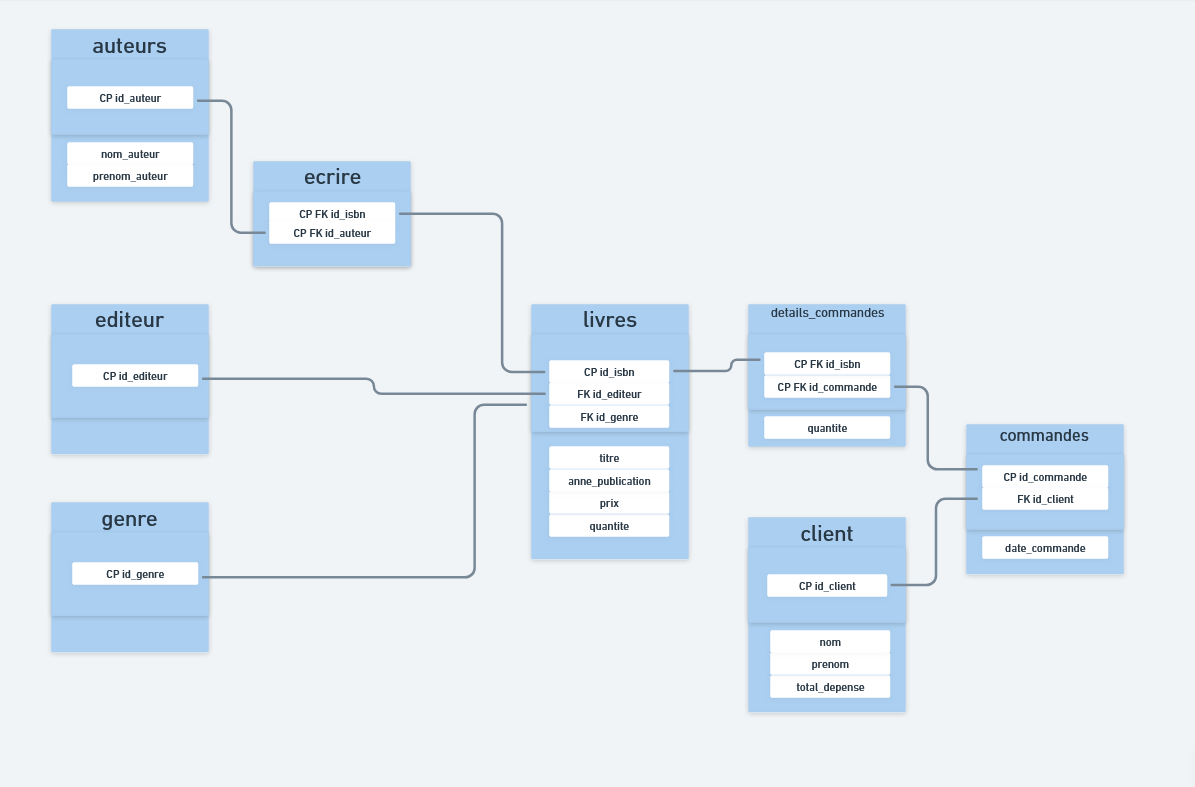 auteurs
CP id_auteur
nom_auteur
prenom_auteur
ecrire
CP FK id_isbn
CP FK id_auteur
editeur
CP id_editeur
genre
CP id_genre
livres
CP id_isbn
FK id_editeur
FK id_genre
titre
anne_publication
prix
quantite
details_commandes
CP FK id_isbn
CP FK id_commande
quantite
client
CP id_client
nom
prenom
total_depense
commandes
CP id_commande
FK id_client
date_commande